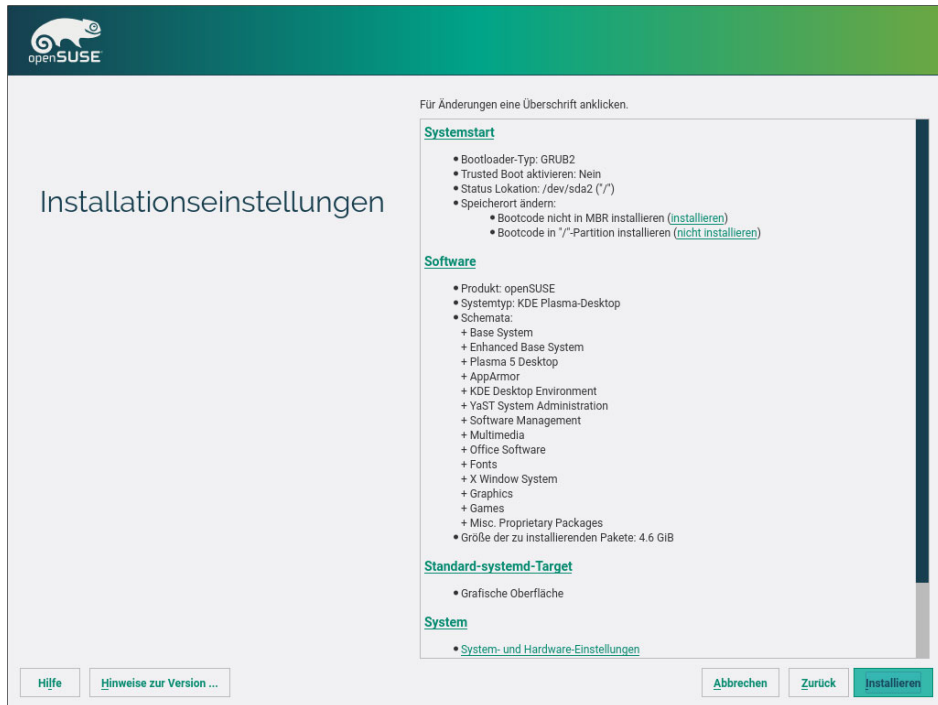 openSUSE
Für Änderungen eine Überschrift anklicken.
Installationseinstellungen
Systemstart
• Bootloader-Typ: GRUB2
• Trusted Boot aktivieren: Nein
• Status Lokation: /dev/sda2 ("/")
• Speicherort ändern:
• Bootcode nicht in MBR installieren (installieren)
• Bootcode in "/"-Partition installieren (nicht installieren)
Software
• Produkt: openSUSE
• Systemtyp: KDE Plasma-Desktop
• Schemata:
+ Base System
+ Enhanced Base System
+ Plasma 5 Desktop
+ AppArmor
+ KDE Desktop Environment
+ YaST System Administration
+ Software Management
+ Multimedia
+ Office Software
+ Fonts
+ X Window System
+ Graphics
+ Games
+ Misc. Proprietary Packages
• Größe der zu installierenden Pakete: 4.6 GiB
Standard-systemd-Target
• Grafische Oberfläche
System
• System- und Hardware-Einstellungen
Hilfe
Hinweise zur Version ...
Abbrechen
Zurück
Installieren